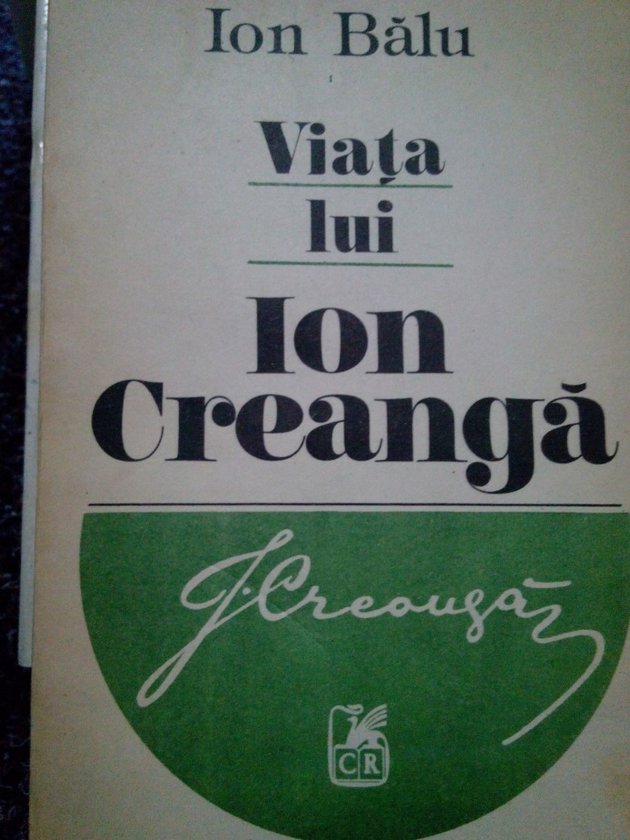 Ion Bălu
Viața
lui
Ion
Creangă
I. Creangă
CR